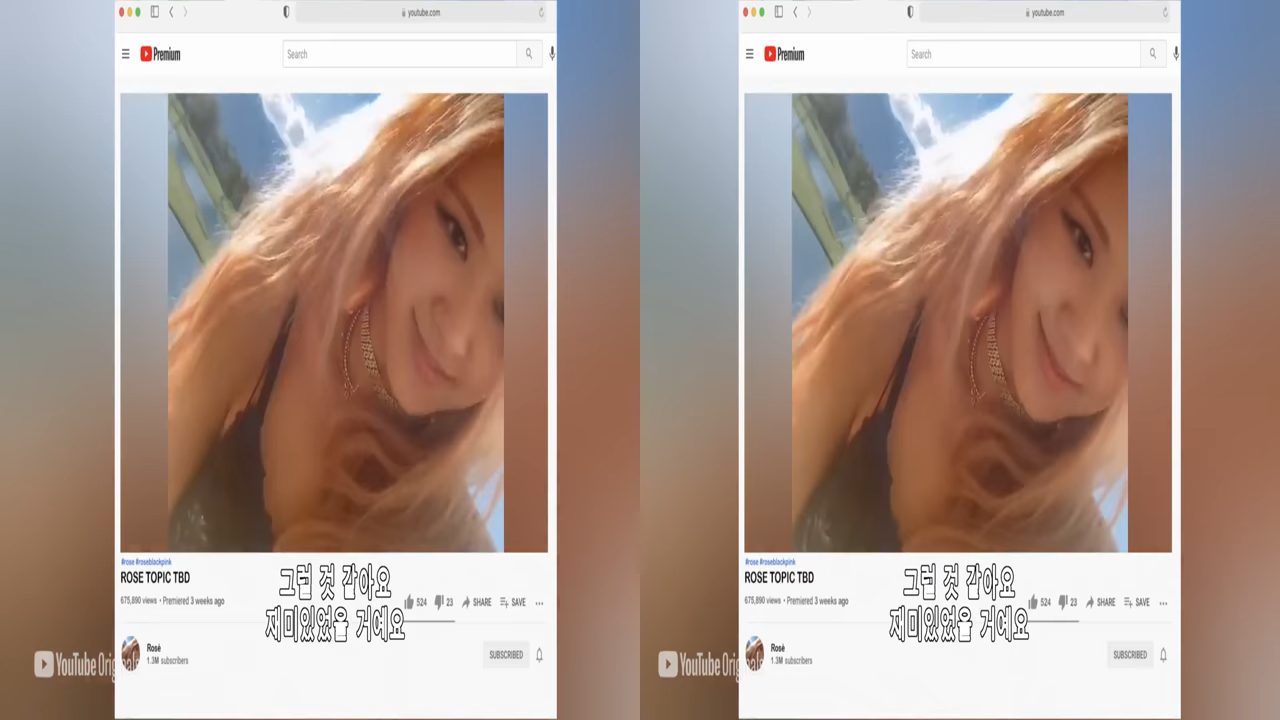 youtube.com
Premium
Search
#rose #roseblackpink
ROSE TOPIC TBD
675,890 views • Premiered 3 weeks ago
524
23
SHARE
SAVE
그럴 것 같아요
재미있었을 거예요
Rosé
1.3M subscribers
SUBSCRIBED
YouTube Originals
youtube.com
Premium
Search
#rose #roseblackpink
ROSE TOPIC TBD
675,890 views • Premiered 3 weeks ago
524
23
SHARE
SAVE
그럴 것 같아요
재미있었을 거예요
Rosé
1.3M subscribers
SUBSCRIBED
YouTube Originals